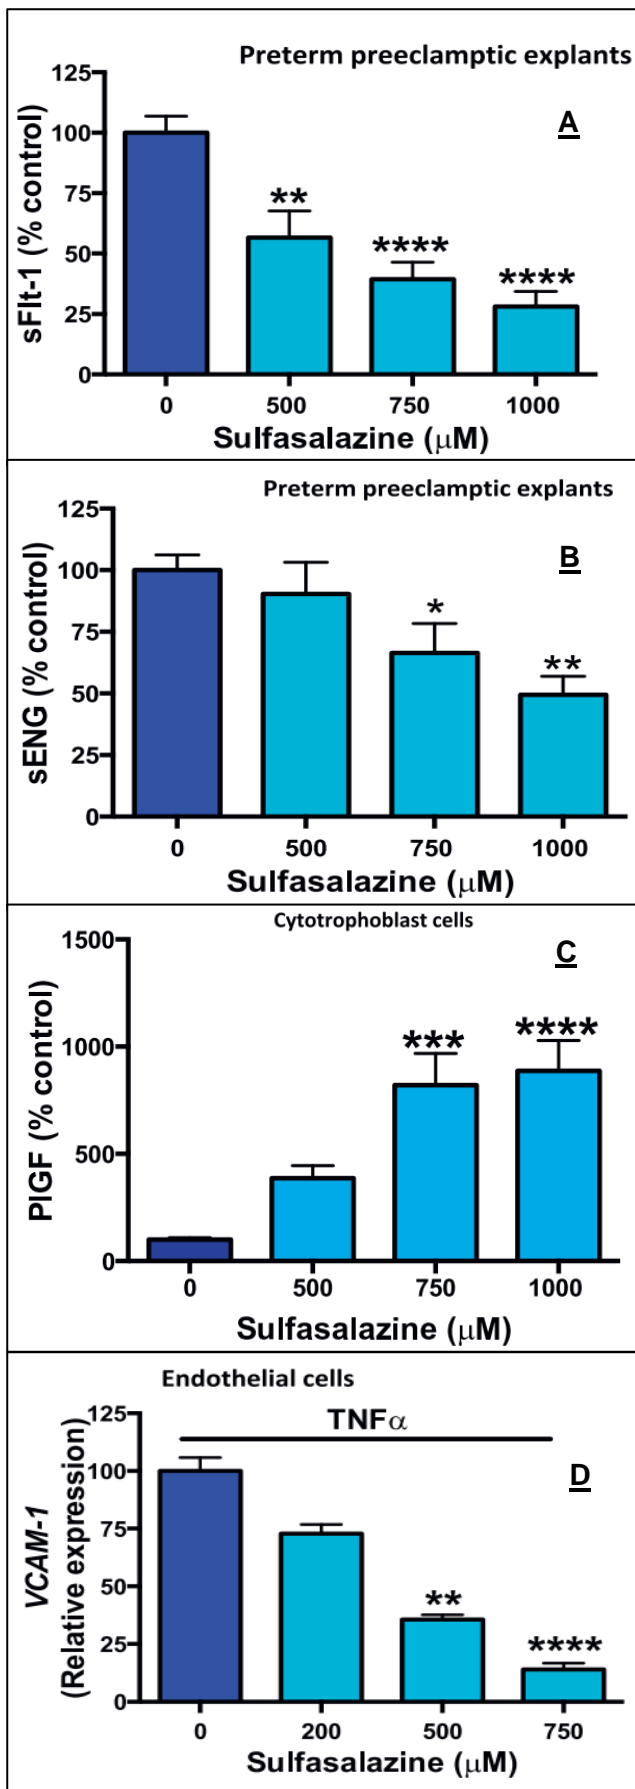 Preterm preeclamptic explants
A
sFlt-1 (% control)
125
100
75
50
25
0
**
****
****
0 500 750 1000
Sulfasalazine (μM)
Preterm preeclamptic explants
B
sENG (% control)
125
100
75
50
25
0
*
**
0 500 750 1000
Sulfasalazine (μM)
Cytotrophoblast cells
C
PlGF (% control)
1500
1000
500
0
***
****
0 500 750 1000
Sulfasalazine (μM)
Endothelial cells
TNFα
D
VCAM-1
(Relative expression)
125
100
75
50
25
0
**
****
0 200 500 750
Sulfasalazine (μM)